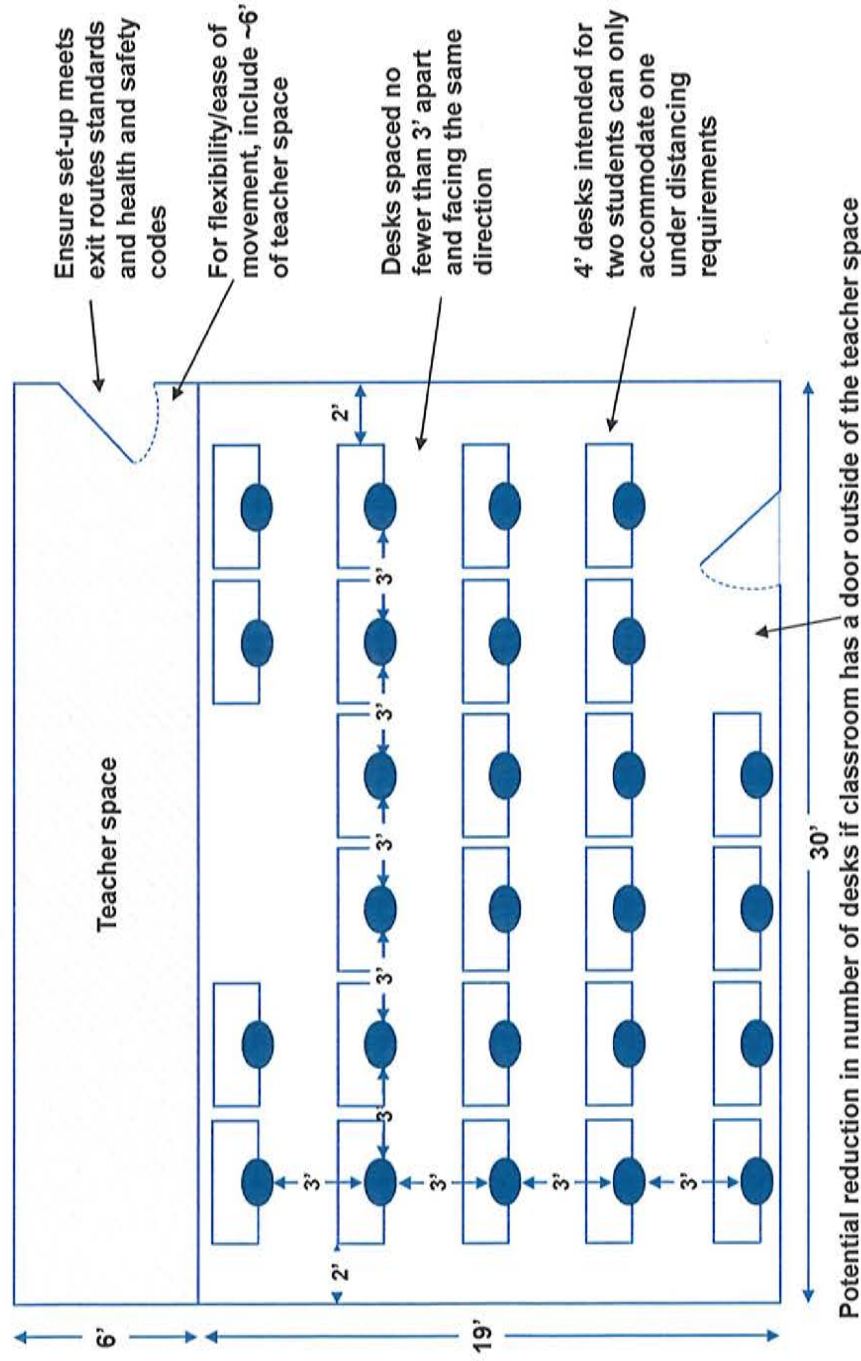 Ensure set-up meets
exit routes standards
and health and safety
codes
For flexibility/ease of
movement, include ~6'
of teacher space
Desks spaced no
fewer than 3' apart
and facing the same
direction
4' desks intended for
two students can only
accommodate one
under distancing
requirements
Teacher space
6'
19'
2'
3'
3'
3'
3'
3'
2'
3'
3'
3'
3'
30'
Potential reduction in number of desks if classroom has a door outside of the teacher space